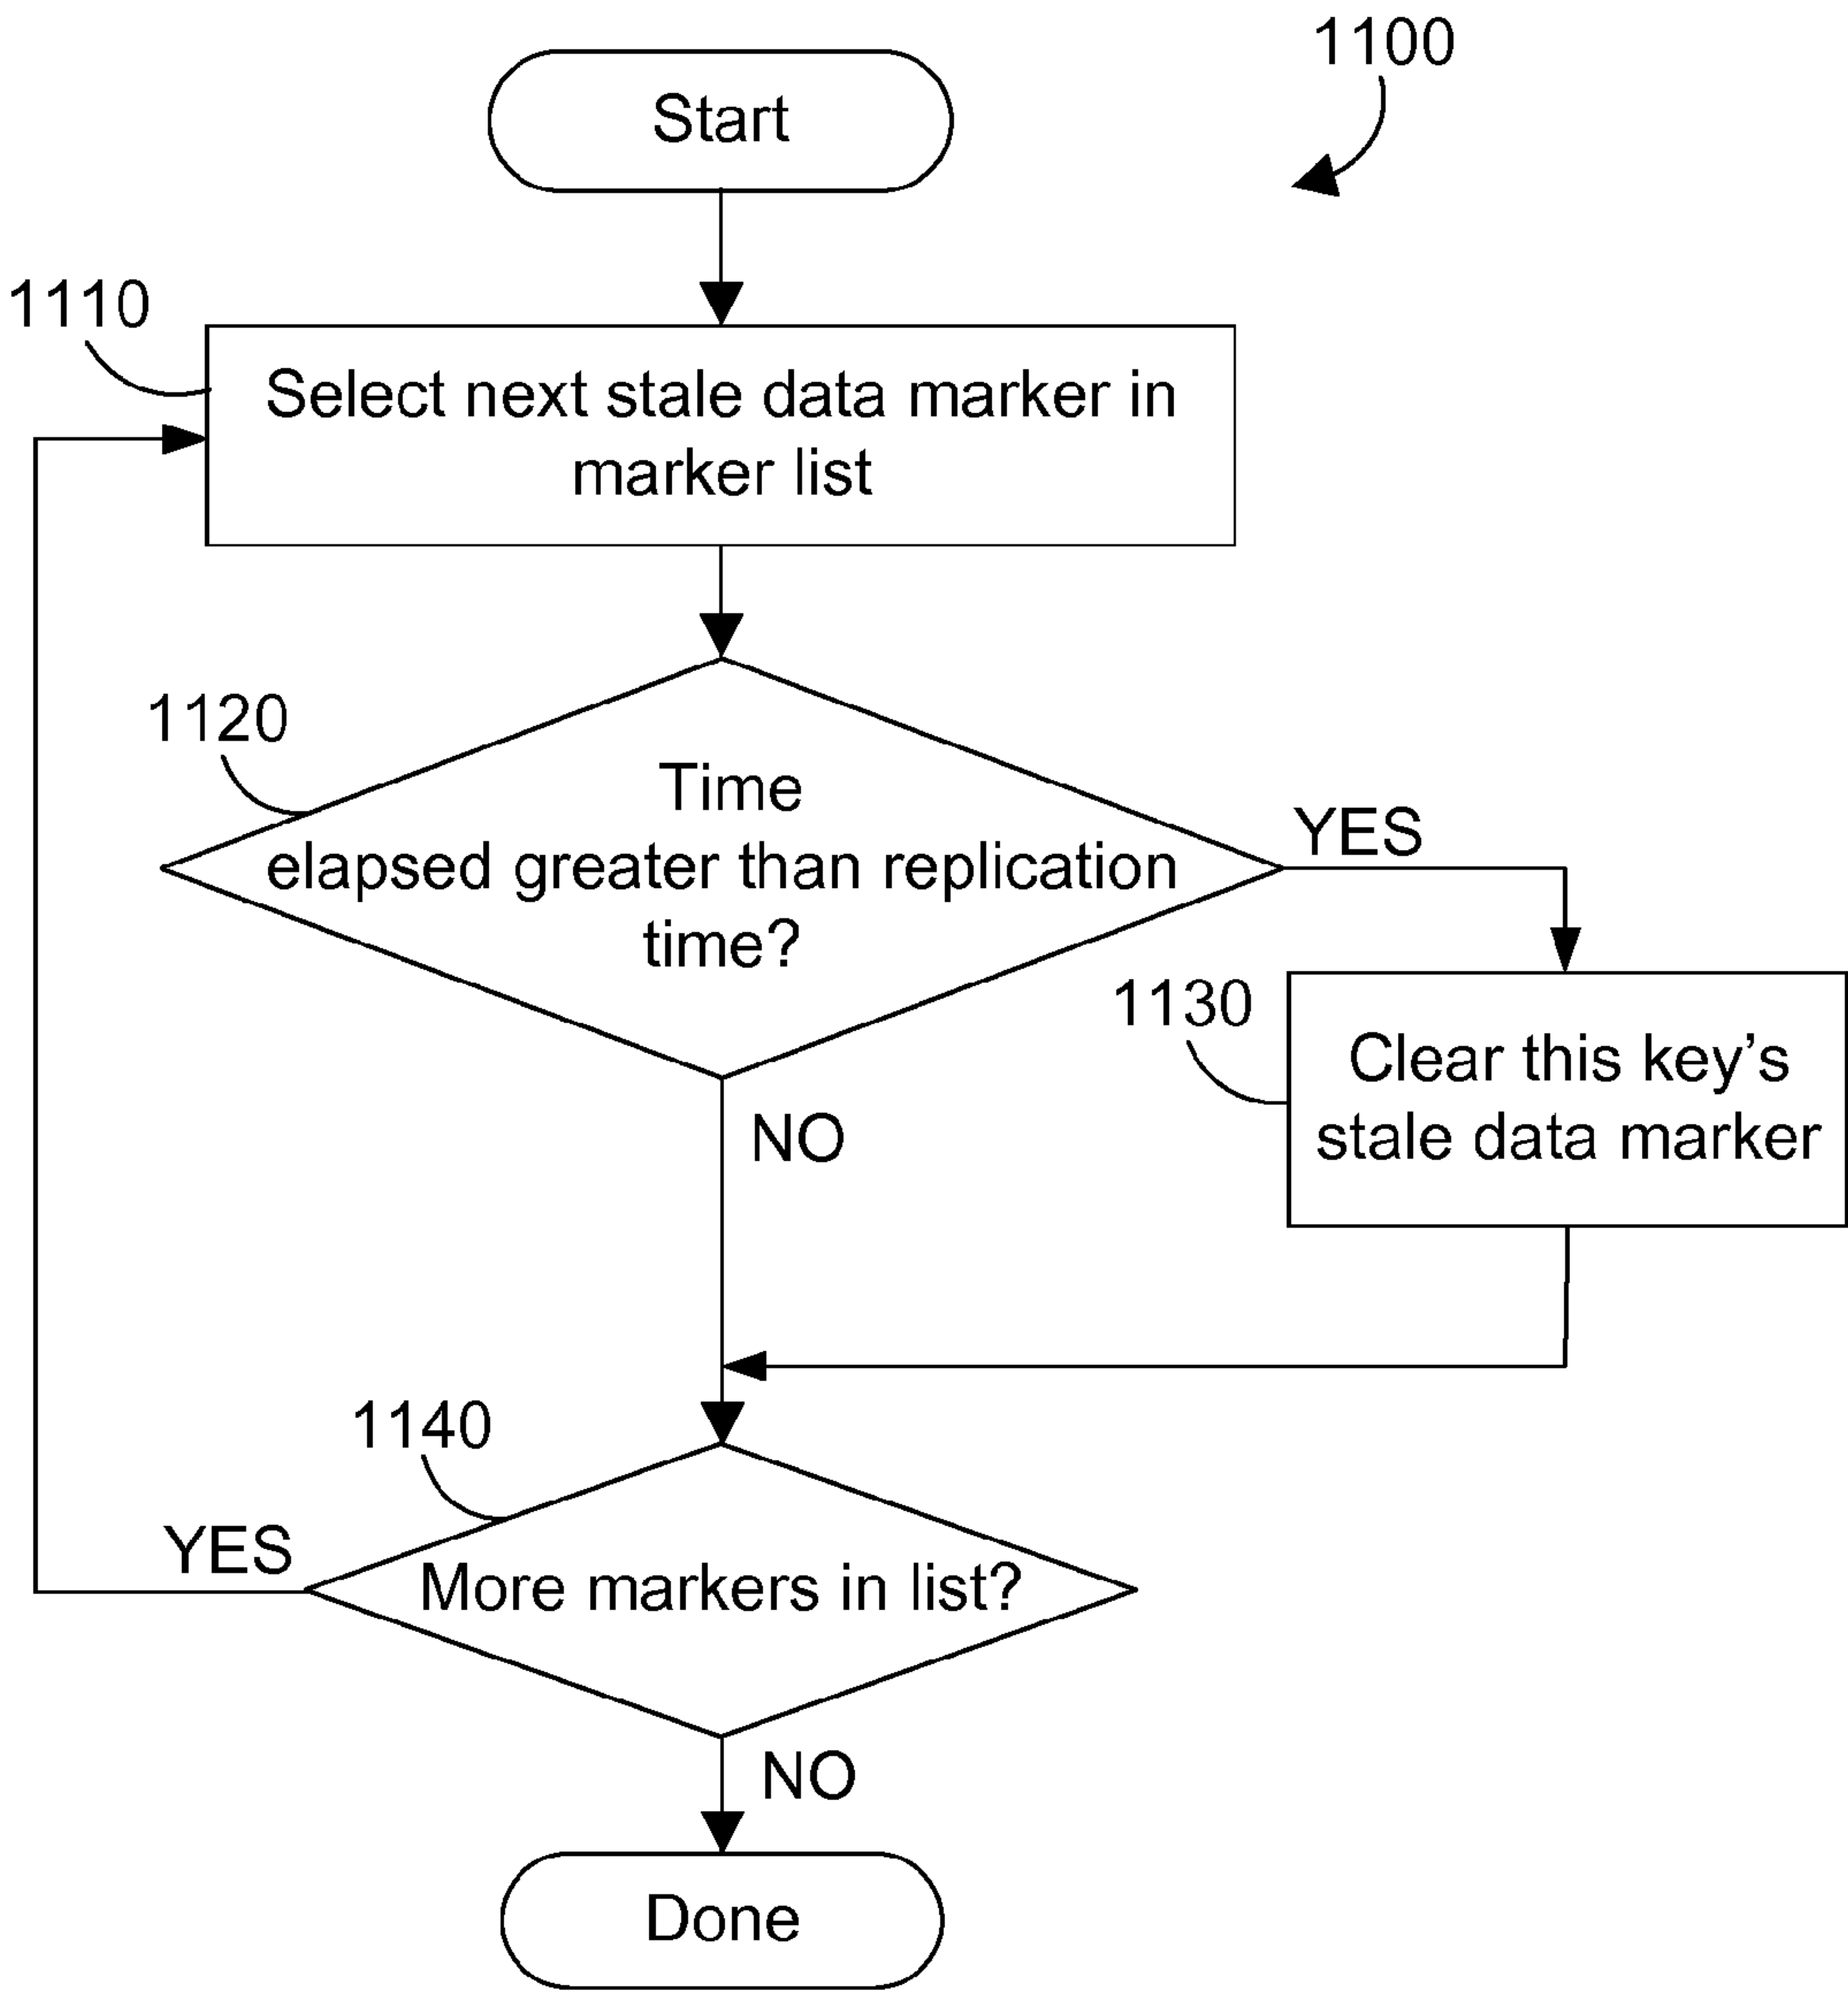 1100
Start
1110
Select next stale data marker in
marker list
1120
Time
elapsed greater than replication
time?
YES
1130
Clear this key’s
stale data marker
NO
1140
YES
More markers in list?
NO
Done